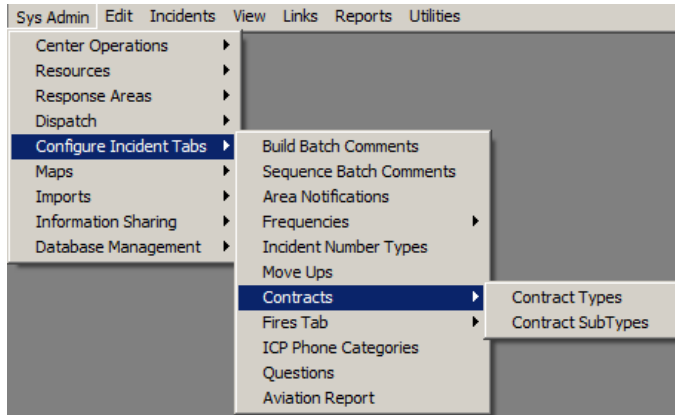 Sys Admin Edit Incidents View Links Reports Utilities
Center Operations
Resources
Response Areas
Dispatch
Configure Incident Tabs
Maps
Imports
Information Sharing
Database Management
Build Batch Comments
Sequence Batch Comments
Area Notifications
Frequencies
Incident Number Types
Move Ups
Contracts
Fires Tab
ICP Phone Categories
Questions
Aviation Report
Contract Types
Contract SubTypes